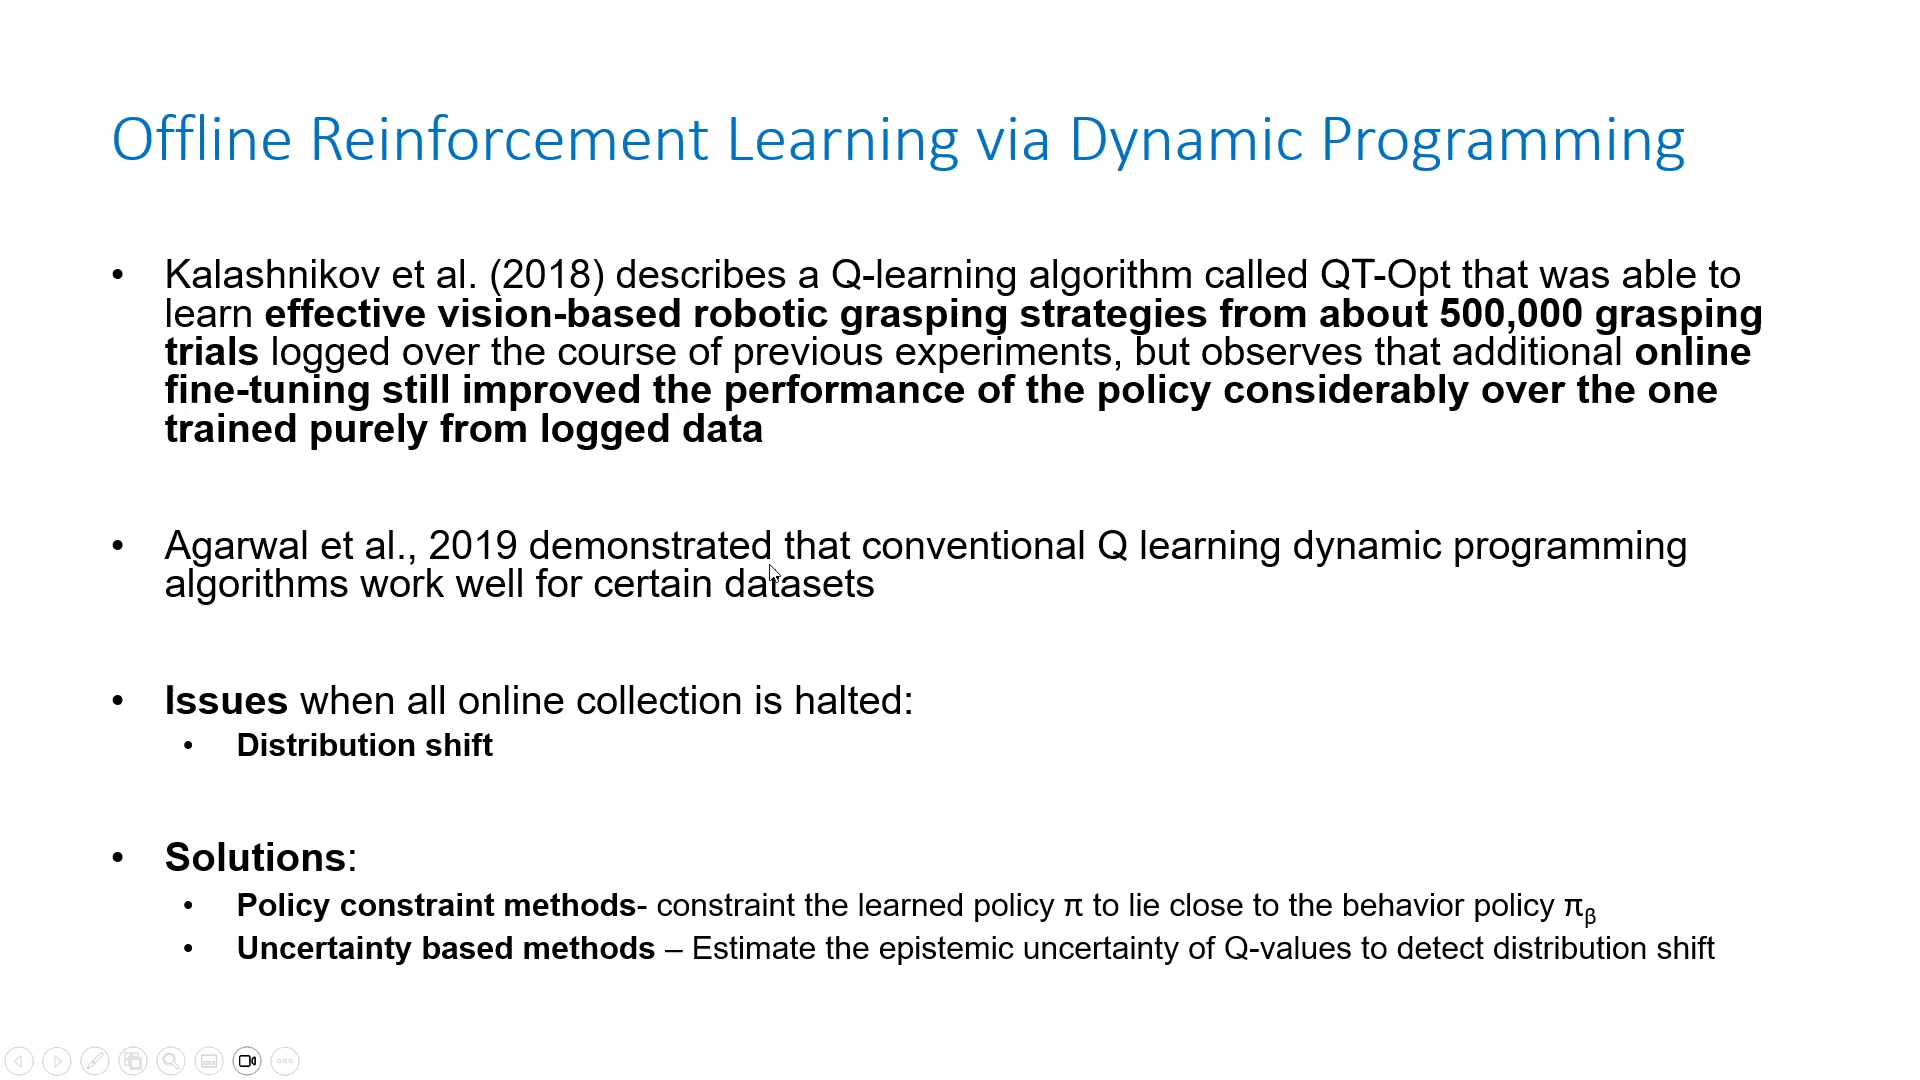 Offline Reinforcement Learning via Dynamic Programming
• Kalashnikov et al. (2018) describes a Q-learning algorithm called QT-Opt that was able to
learn effective vision-based robotic grasping strategies from about 500,000 grasping
trials logged over the course of previous experiments, but observes that additional online
fine-tuning still improved the performance of the policy considerably over the one
trained purely from logged data
• Agarwal et al., 2019 demonstrated that conventional Q learning dynamic programming
algorithms work well for certain datasets
• Issues when all online collection is halted:
• Distribution shift
• Solutions:
• Policy constraint methods- constraint the learned policy π to lie close to the behavior policy πβ
• Uncertainty based methods – Estimate the epistemic uncertainty of Q-values to detect distribution shift